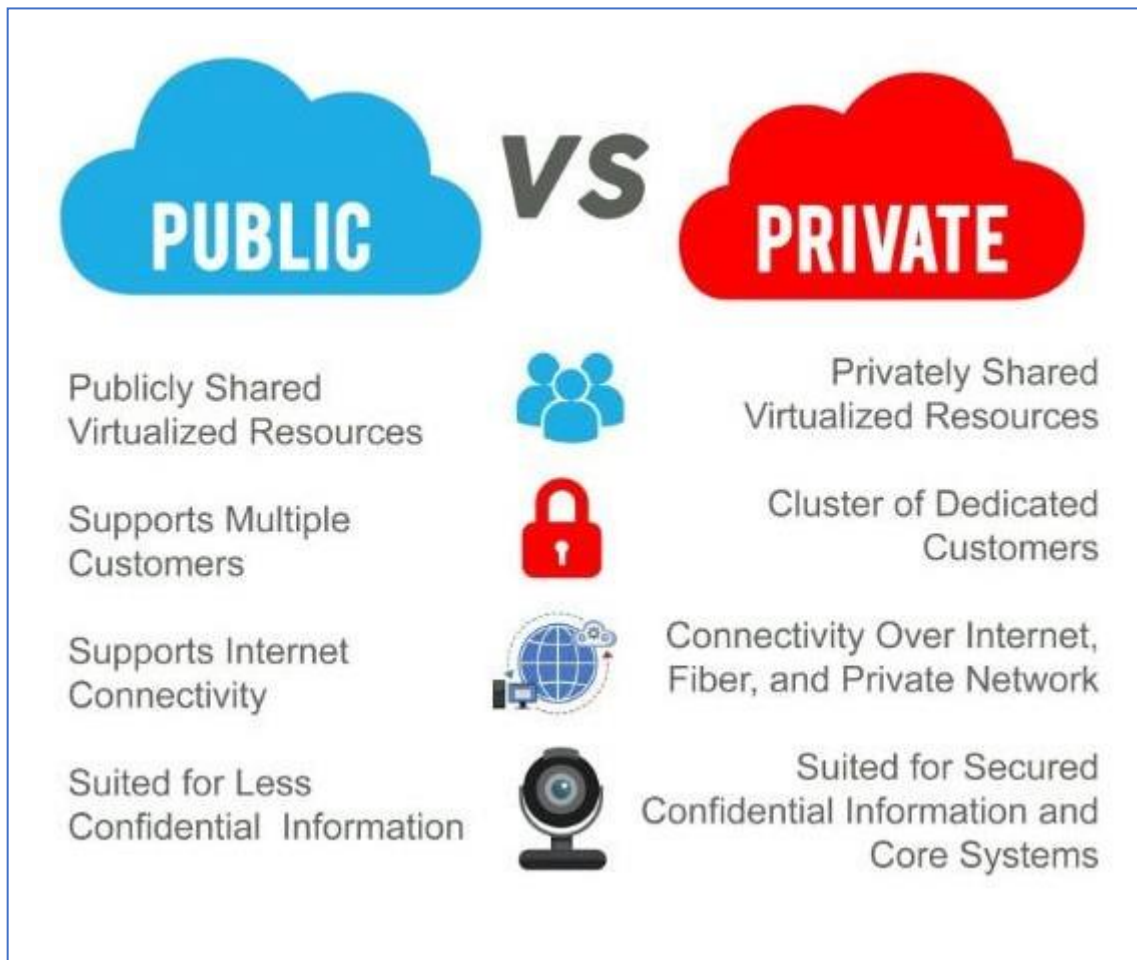 PUBLIC
VS
PRIVATE
Publicly Shared
Virtualized Resources
Privately Shared
Virtualized Resources
Supports Multiple
Customers
Cluster of Dedicated
Customers
Supports Internet
Connectivity
Connectivity Over Internet,
Fiber, and Private Network
Suited for Less
Confidential Information
Suited for Secured
Confidential Information and
Core Systems